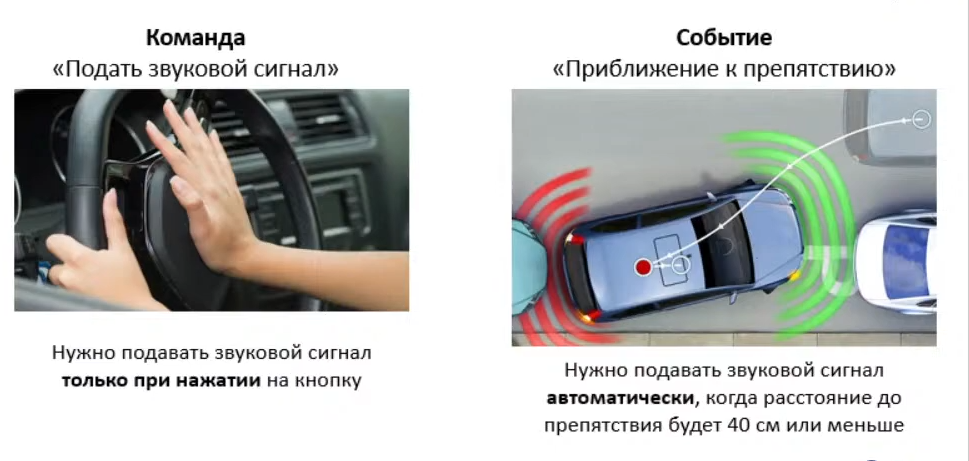 Команда
«Подать звуковой сигнал»
Нужно подавать звуковой сигнал
только при нажатии на кнопку
Событие
«Приближение к препятствию»
Нужно подавать звуковой сигнал
автоматически, когда расстояние до
препятствия будет 40 см или меньше